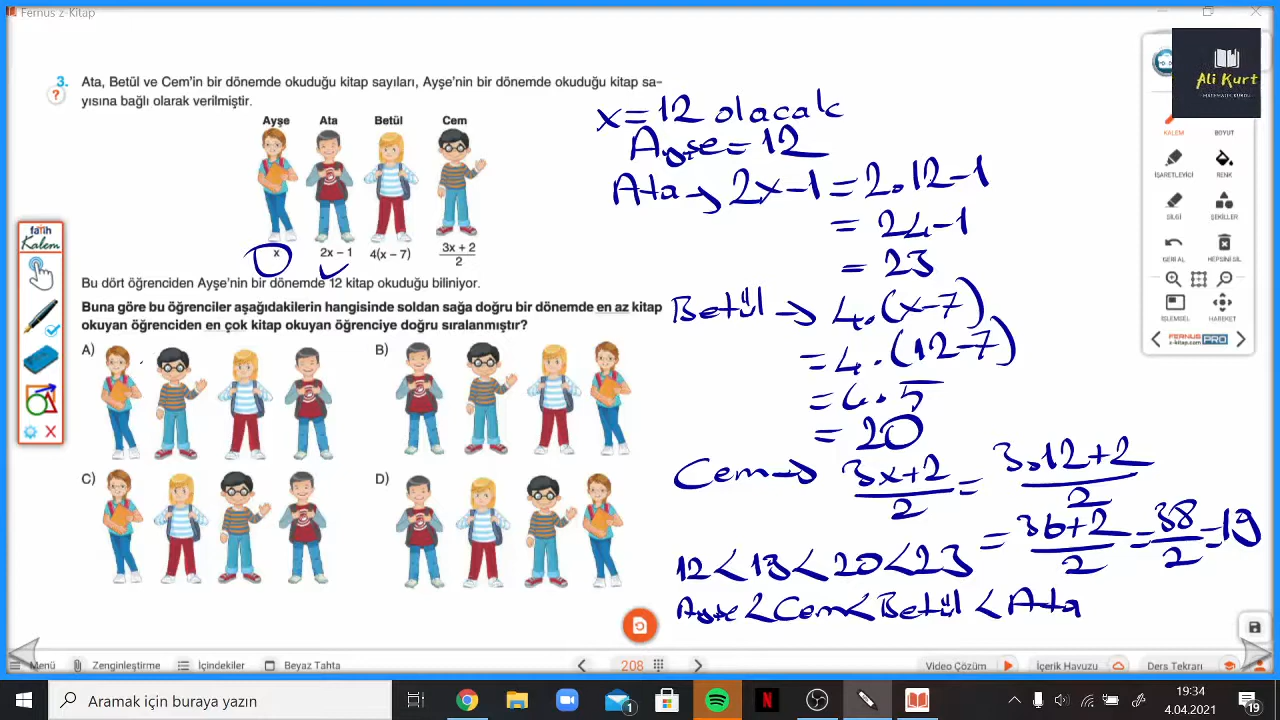 Fernus z-Kitap
3. Ata, Betül ve Cem'in bir dönemde okuduğu kitap sayıları, Ayşe'nin bir dönemde okuduğu kitap sa-
? yısına bağlı olarak verilmiştir.
Ayşe Ata Betül Cem
x 2x – 1 4(x – 7) 3x + 2 / 2
Bu dört öğrenciden Ayşe'nin bir dönemde 12 kitap okuduğu biliniyor.
Buna göre bu öğrenciler aşağıdakilerin hangisinde soldan sağa doğru bir dönemde en az kitap
okuyan öğrenciden en çok kitap okuyan öğrenciye doğru sıralanmıştır?
A) B)
C) D)
x = 12 olacak
Ayşe = 12
Ata → 2x – 1 = 2.12 – 1
= 24 – 1
= 23
Betül → 4.(x – 7)
= 4.(12 – 7)
= 4.5
= 20
Cem → 3x+2 / 2 = 3.12+2 / 2
= 36+2 / 2 = 38 / 2 = 19
12 < 19 < 20 < 23
Ayşe < Cem < Betül < Ata
fatih
Kalem
Ali Kurt
KALEM BOYUT
İŞARETLEYİCİ RENK
SİLGİ ŞEKİLLER
GERİ AL HEPSİNİ SİL
İŞLEMSEL HAREKET
FERNUS
z-kitap.com PRO
Menü Zenginleştirme İçindekiler Beyaz Tahta 208 Video Çözüm İçerik Havuzu Ders Tekrarı
Aramak için buraya yazın
1
N
19:34
4.04.2021
19